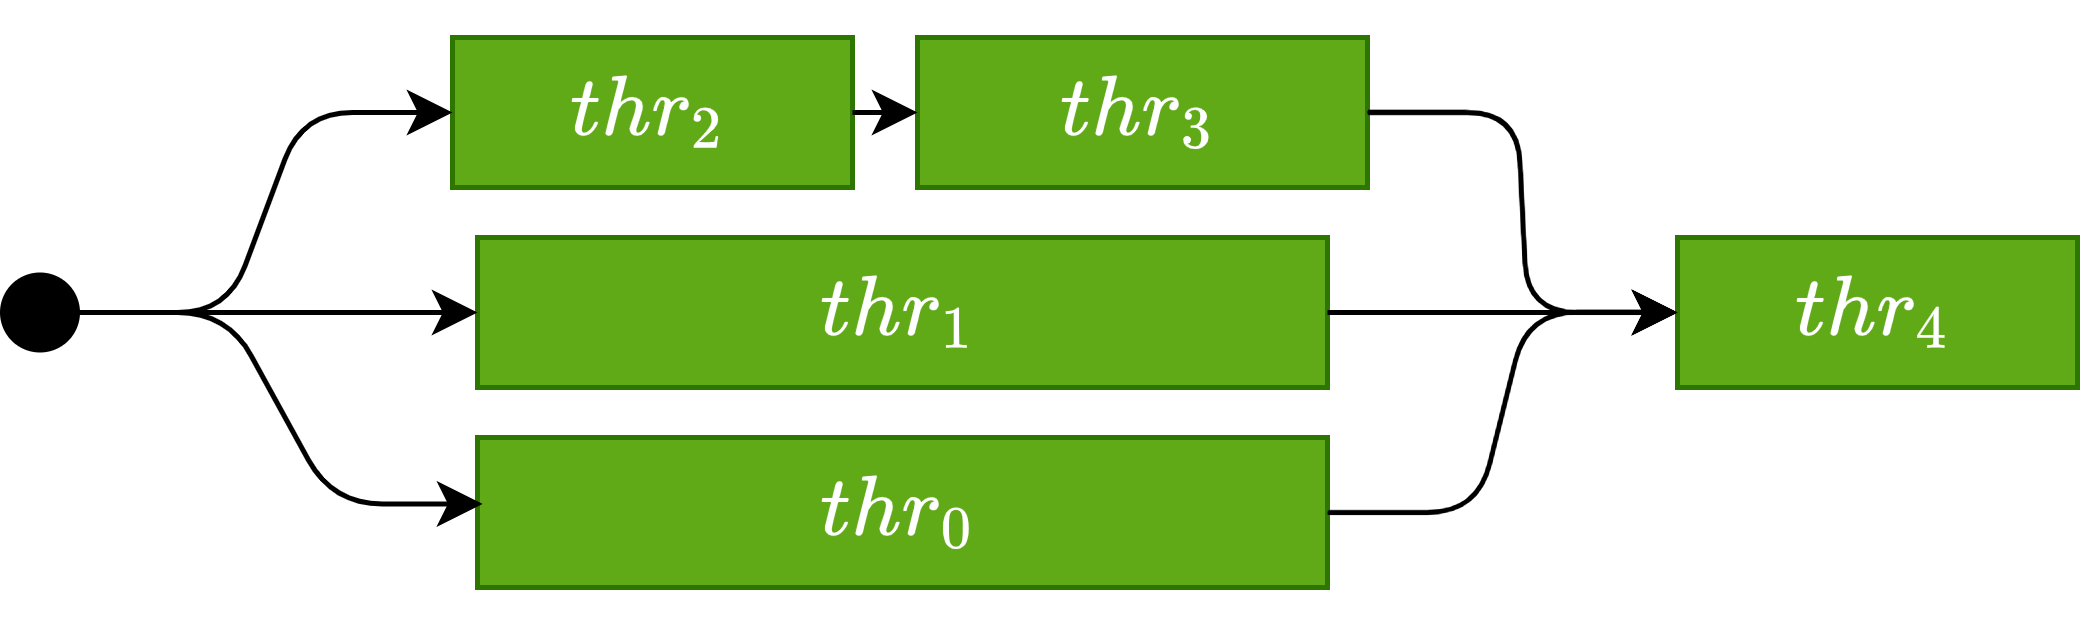 thr₂ thr₃
thr₁
thr₄
thr₀